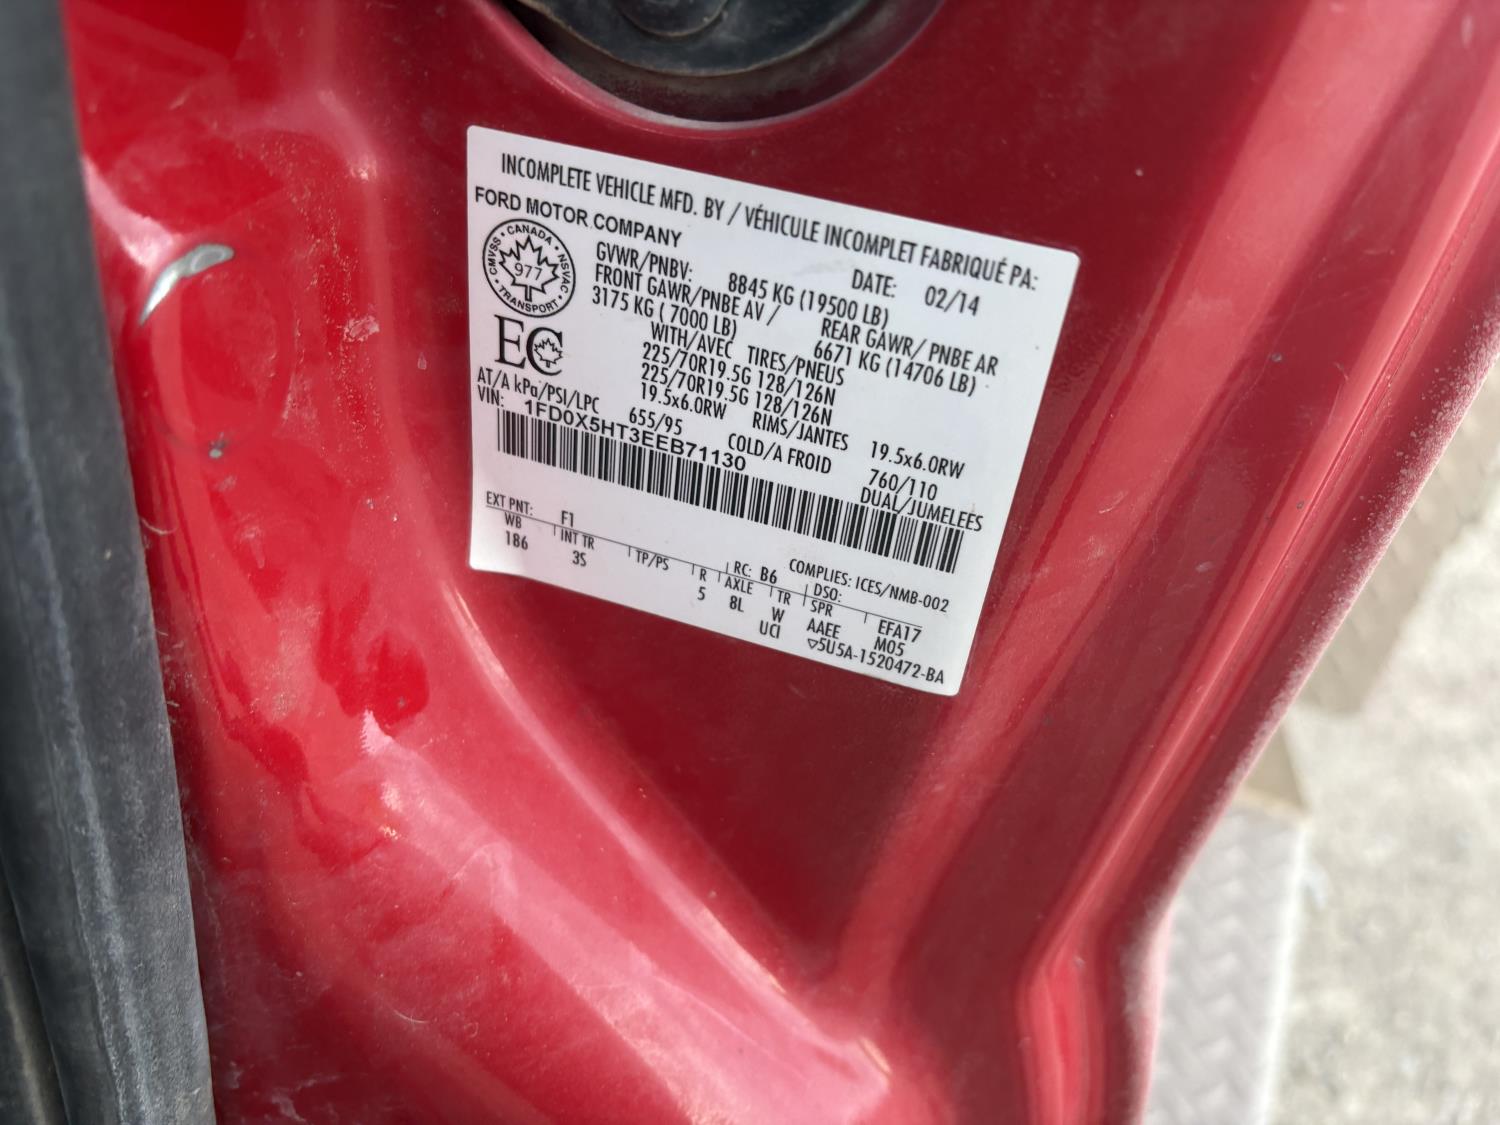 INCOMPLETE VEHICLE MFD. BY / VÉHICULE INCOMPLET FABRIQUÉ PA:
FORD MOTOR COMPANY
CANADA
CMVSS • NSVAC
977
TRANSPORT
DATE: 02/14
GVWR/PNBV: 8845 KG (19500 LB)
FRONT GAWR/PNBE AV / REAR GAWR/ PNBE AR
3175 KG ( 7000 LB) 6671 KG (14706 LB)
WITH/AVEC TIRES/PNEUS
225/70R19.5G 128/126N
225/70R19.5G 128/126N
19.5x6.0RW RIMS/JANTES 19.5x6.0RW
EC
AT/A kPa/PSI/LPC 655/95 COLD/A FROID 760/110
DUAL/JUMELEES
VIN: 1FD0X5HT3EEB71130
COMPLIES: ICES/NMB-002
EXT PNT: F1 RC: B6 DSO:
WB INT TR TP/PS R AXLE TR SPR EFA17
186 3S 5 8L W AAEE M05
UCI ▽5U5A-1520472-BA